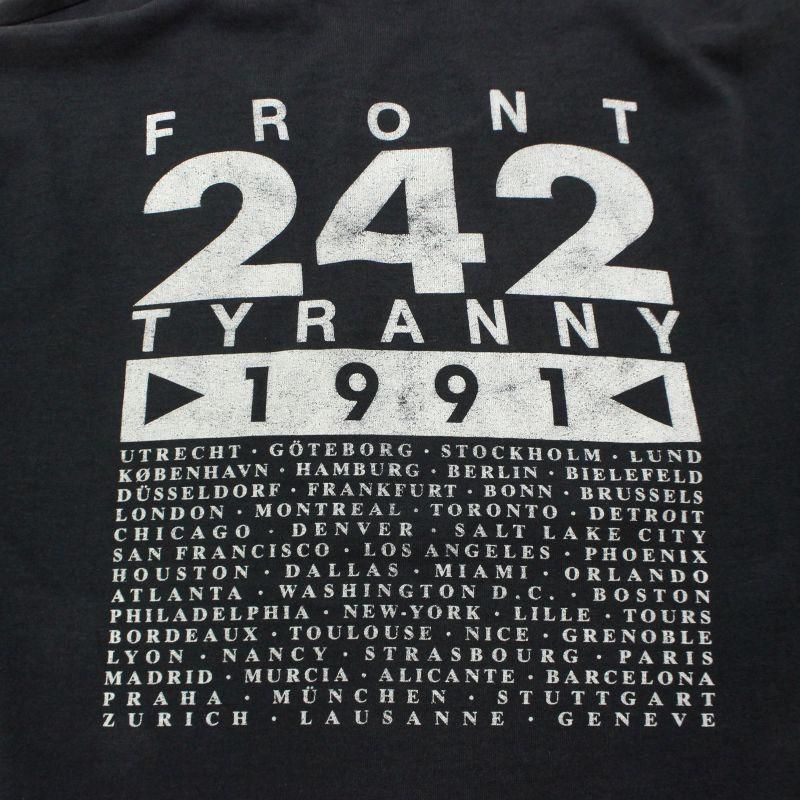 FRONT
242
TYRANNY
1991
UTRECHT · GÖTEBORG · STOCKHOLM · LUND
KØBENHAVN · HAMBURG · BERLIN · BIELEFELD
DÜSSELDORF · FRANKFURT · BONN · BRUSSELS
LONDON · MONTREAL · TORONTO · DETROIT
CHICAGO · DENVER · SALT LAKE CITY
SAN FRANCISCO · LOS ANGELES · PHOENIX
HOUSTON · DALLAS · MIAMI · ORLANDO
ATLANTA · WASHINGTON D.C. · BOSTON
PHILADELPHIA · NEW-YORK · LILLE · TOURS
BORDEAUX · TOULOUSE · NICE · GRENOBLE
LYON · NANCY · STRASBOURG · PARIS
MADRID · MURCIA · ALICANTE · BARCELONA
PRAHA · MÜNCHEN · STUTTGART
ZURICH · LAUSANNE · GENEVE